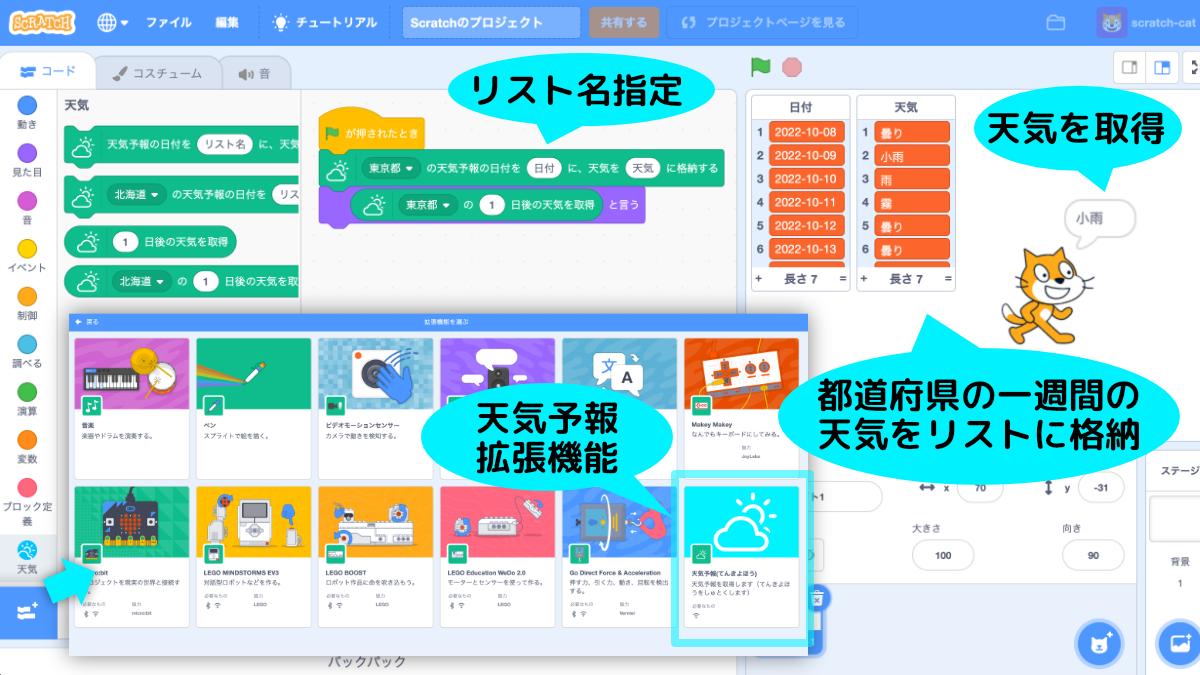 SCRATCH
ファイル
編集
チュートリアル
Scratchのプロジェクト
共有する
プロジェクトページを見る
scratch-cat
コード
コスチューム
音
動き
見た目
音
イベント
制御
調べる
演算
変数
ブロック定
義
天気
天気
天気予報の日付を リスト名 に、天気
北海道 の天気予報の日付を リス
1 日後の天気を取得
北海道 の 1 日後の天気を取
が押されたとき
東京都 の天気予報の日付を 日付 に、天気を 天気 に格納する
東京都 の 1 日後の天気を取得 と言う
リスト名指定
天気を取得
日付
1 2022-10-08
2 2022-10-09
3 2022-10-10
4 2022-10-11
5 2022-10-12
6 2022-10-13
+ 長さ 7 =
天気
1 曇り
2 小雨
3 雨
4 霧
5 曇り
6 曇り
+ 長さ 7 =
小雨
都道府県の一週間の
天気をリストに格納
天気予報
拡張機能
戻る
拡張機能を選ぶ
音楽
楽器やドラムを演奏する。
ペン
スプライトで絵を描く。
ビデオモーションセンサー
カメラで動きを検知する。
文
A
Makey Makey
なんでもキーボードにしてみる。
協力
JoyLabz
プロジェクトを現実の世界と接続す
る。
必要なもの
協力
micro:bit
LEGO MINDSTORMS EV3
対話型ロボットなどを作る。
必要なもの
協力
LEGO
LEGO BOOST
ロボット作品に命を吹き込もう。
必要なもの
協力
LEGO
LEGO Education WeDo 2.0
モーターとセンサーを使って作る。
必要なもの
協力
LEGO
Go Direct Force & Acceleration
押す力、引く力、動き、回転を検出
する。
必要なもの
協力
Vernier
天気予報(てんきよほう)
天気予報を取得します（てんきよほ
うをしゅとくします）
必要なもの
ト1
x 70
y -31
大きさ
100
向き
90
ステージ
背景
1
バックパック